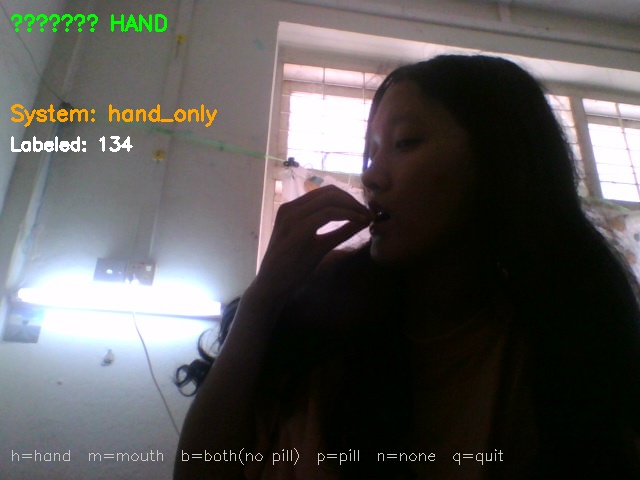 ??????? HAND
System: hand_only
Labeled: 134
h=hand m=mouth b=both(no pill) p=pill n=none q=quit